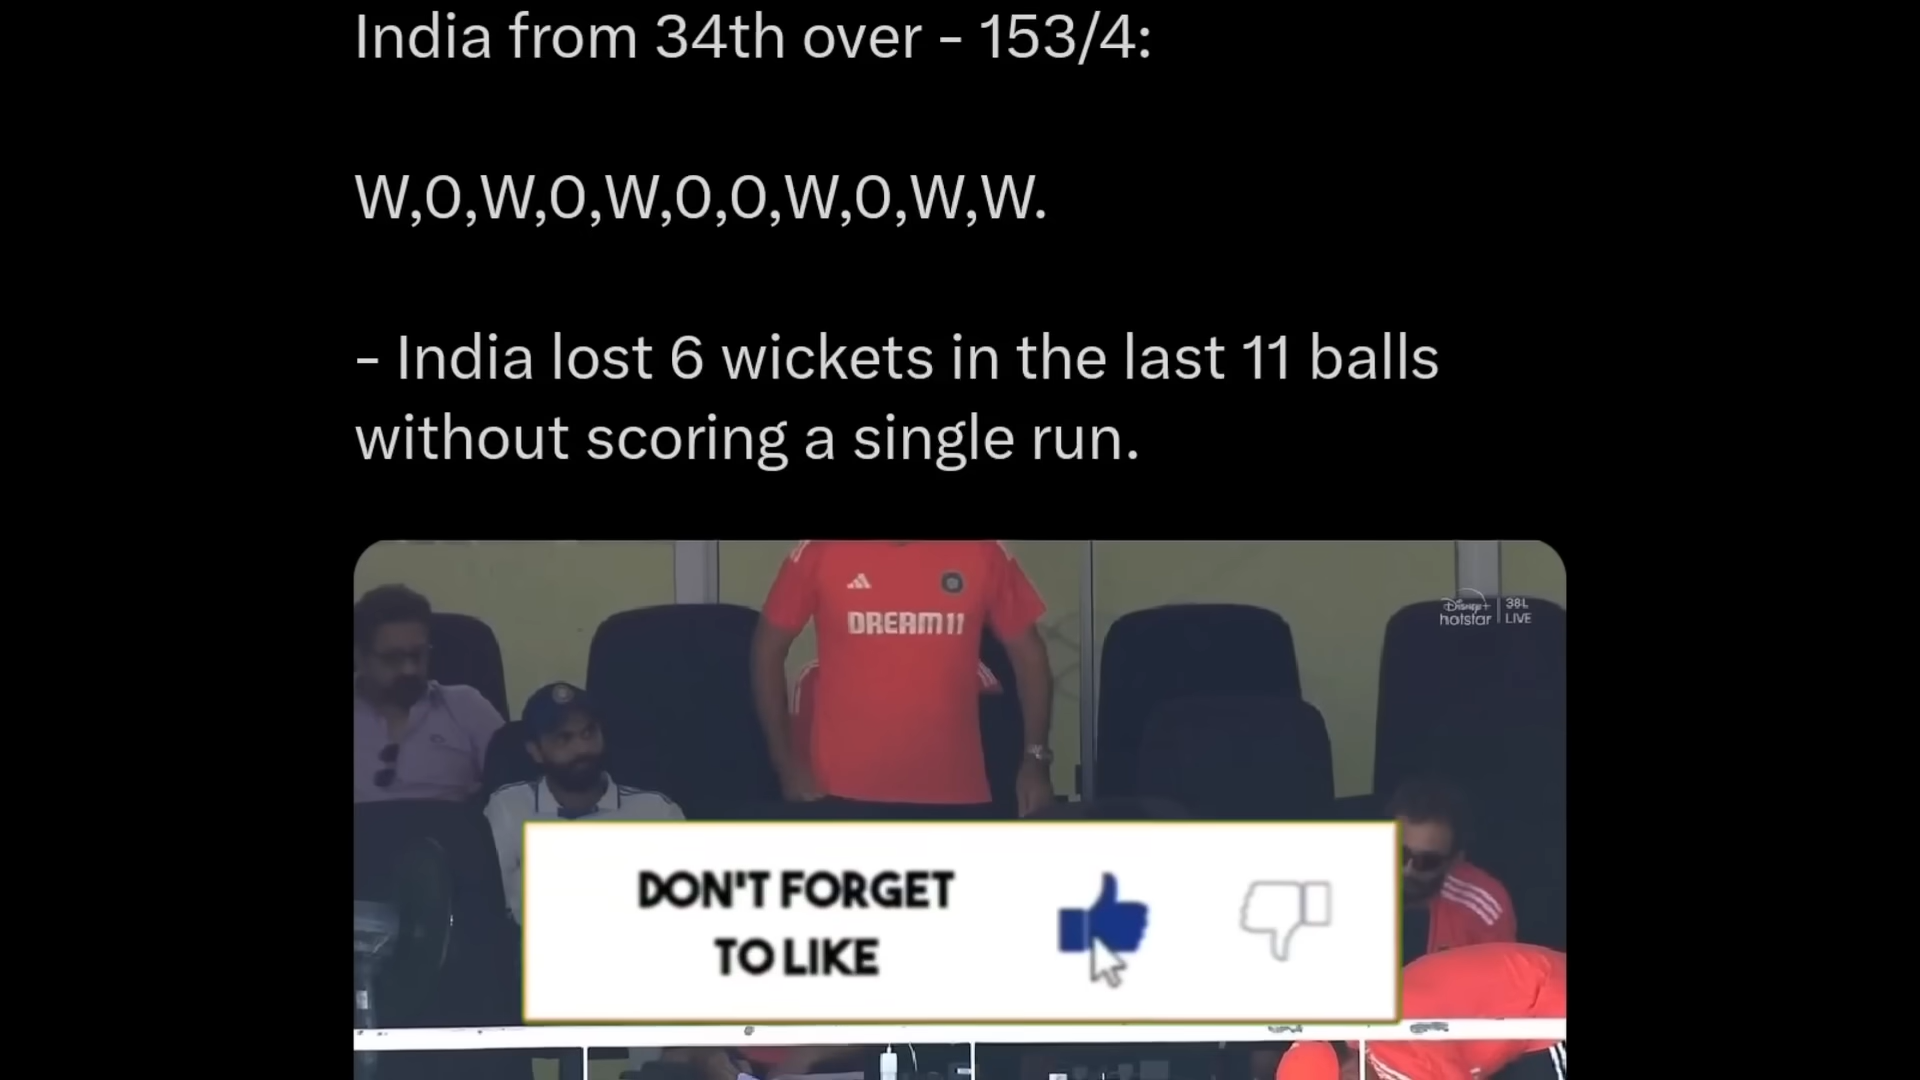 India from 34th over - 153/4:
W,0,W,0,W,0,0,W,0,W,W.
- India lost 6 wickets in the last 11 balls
without scoring a single run.
DREAM11
Disney+ 38L
hotstar LIVE
DON'T FORGET
TO LIKE